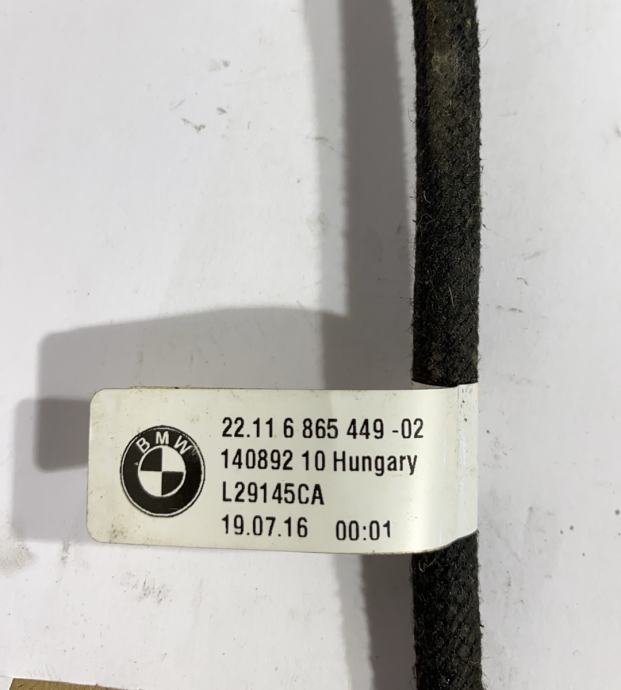 BMW
22.11 6 865 449 -02
140892 10 Hungary
L29145CA
19.07.16 00:01